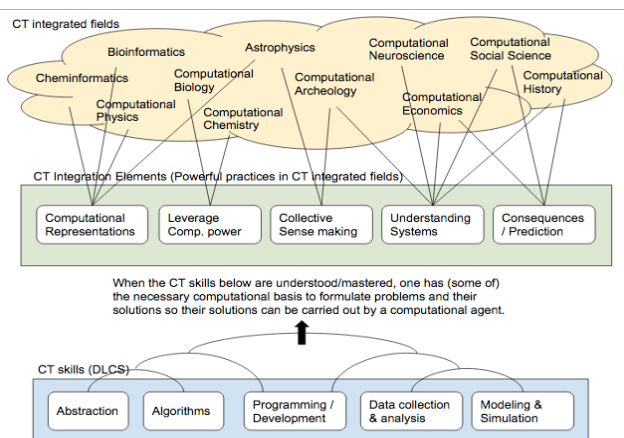 CT integrated fields
Bioinformatics
Astrophysics
Computational
Neuroscience
Computational
Social Science
Cheminformatics
Computational
Biology
Computational
Archeology
Computational
History
Computational
Physics
Computational
Chemistry
Computational
Economics
CT Integration Elements (Powerful practices in CT integrated fields)
Computational
Representations
Leverage
Comp. power
Collective
Sense making
Understanding
Systems
Consequences
/ Prediction
When the CT skills below are understood/mastered, one has (some of)
the necessary computational basis to formulate problems and their
solutions so their solutions can be carried out by a computational agent.
CT skills (DLCS)
Abstraction
Algorithms
Programming /
Development
Data collection
& analysis
Modeling &
Simulation